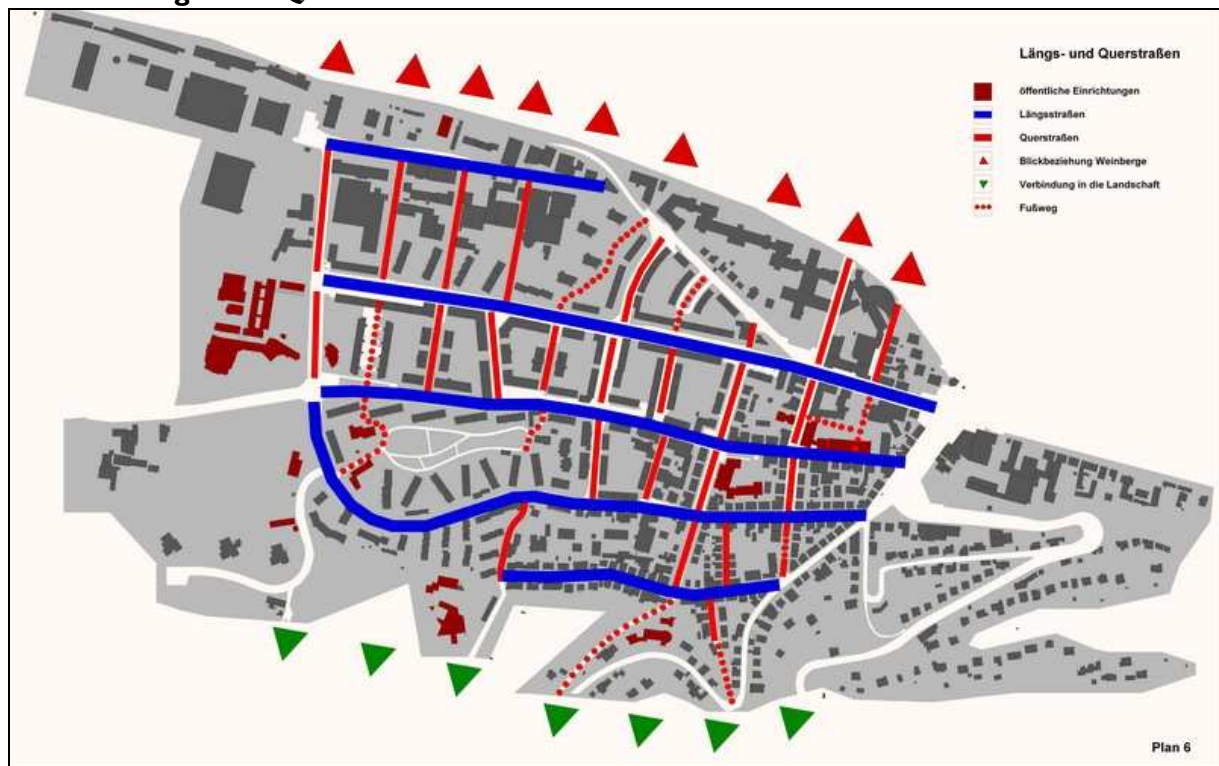 Längs- und Querstraßen
öffentliche Einrichtungen
Längsstraßen
Querstraßen
Blickbeziehung Weinberge
Verbindung in die Landschaft
Fußweg
Plan 6